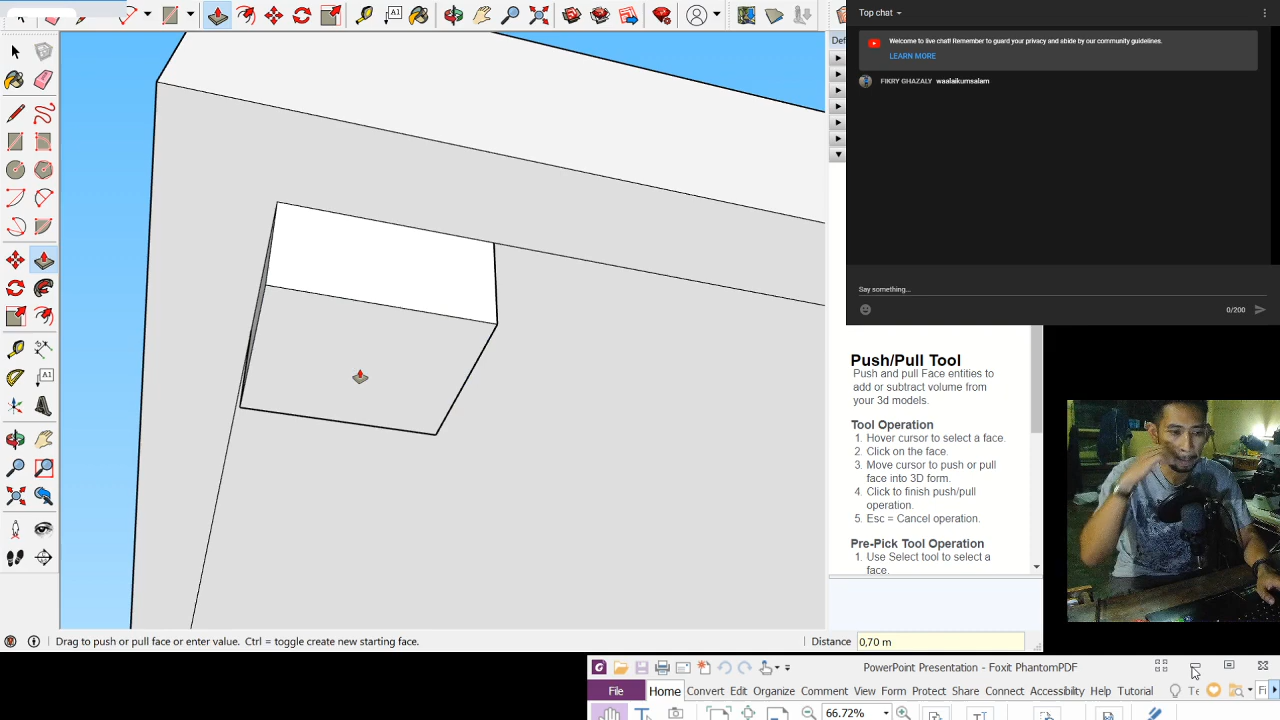 Top chat
Welcome to live chat! Remember to guard your privacy and abide by our community guidelines.
LEARN MORE
FIKRY GHAZALY waalaikumsalam
Say something...
0/200
A1
A1
Def
Push/Pull Tool
Push and pull Face entities to
add or subtract volume from
your 3d models.
Tool Operation
1. Hover cursor to select a face.
2. Click on the face.
3. Move cursor to push or pull
face into 3D form.
4. Click to finish push/pull
operation.
5. Esc = Cancel operation.
Pre-Pick Tool Operation
1. Use Select tool to select a
face.
Drag to push or pull face or enter value. Ctrl = toggle create new starting face.
Distance 0,70 m
PowerPoint Presentation - Foxit PhantomPDF
File Home Convert Edit Organize Comment View Form Protect Share Connect Accessibility Help Tutorial Te Fi
66.72%